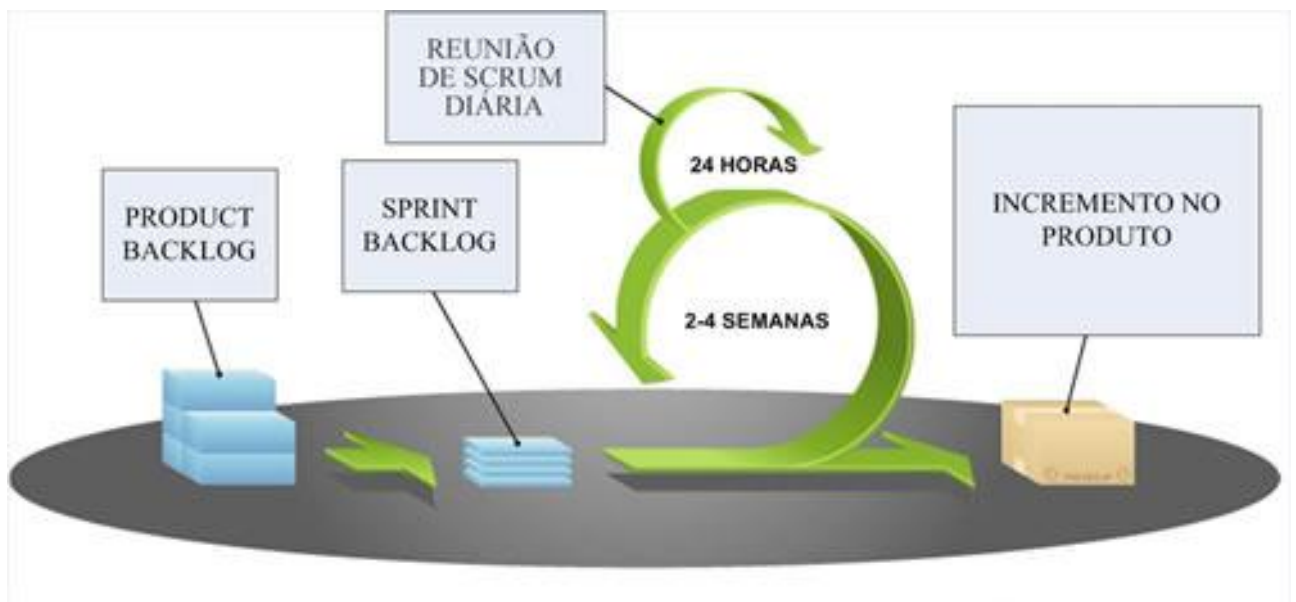 REUNIÃO
DE SCRUM
DIÁRIA
24 HORAS
PRODUCT
BACKLOG
SPRINT
BACKLOG
INCREMENTO NO
PRODUTO
2-4 SEMANAS